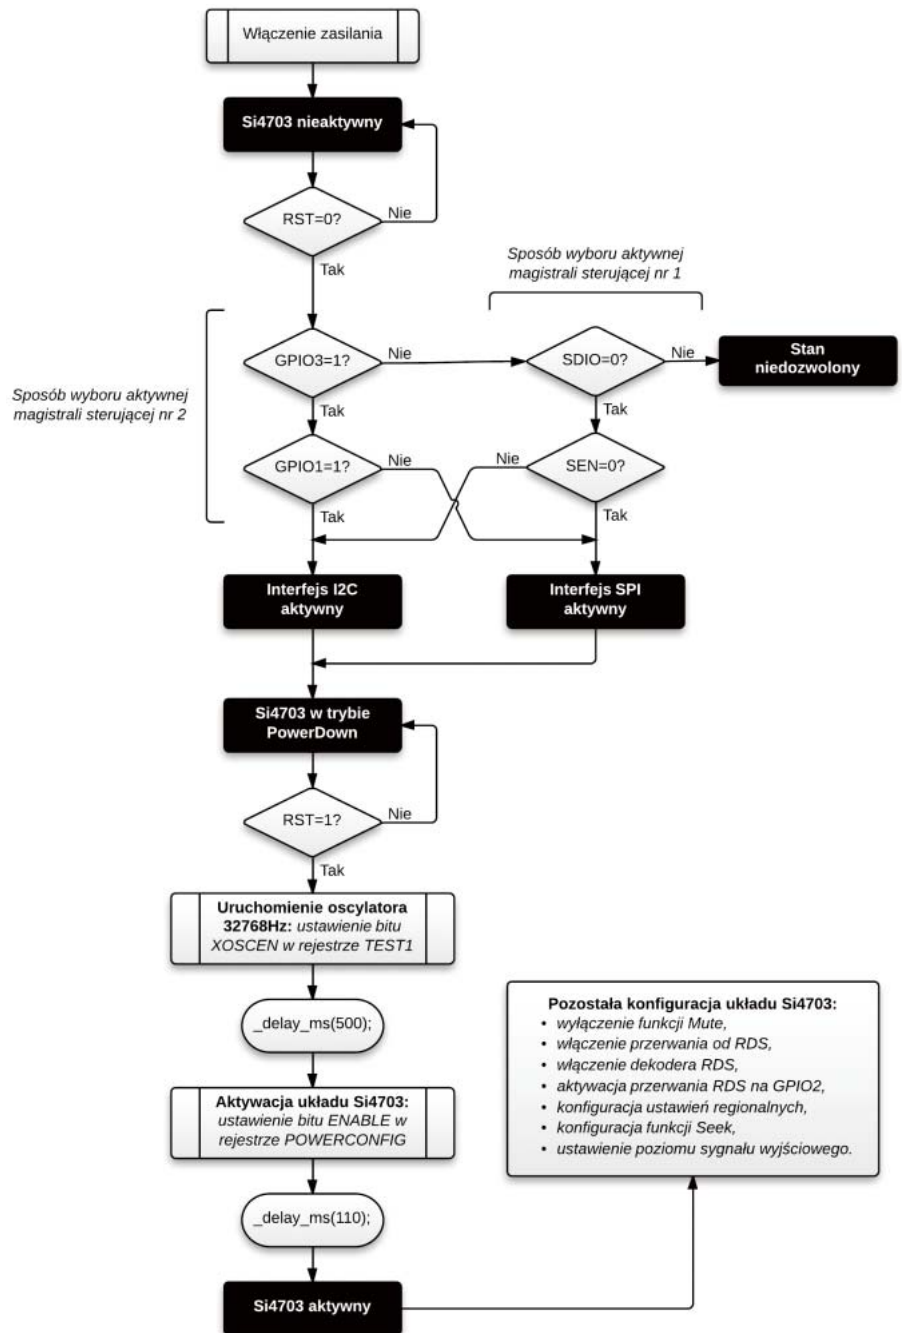 Włączenie zasilania
Si4703 nieaktywny
RST=0?
Nie
Tak
Sposób wyboru aktywnej
magistrali sterującej nr 1
GPIO3=1?
Nie
SDIO=0?
Nie
Stan
niedozwolony
Sposób wyboru aktywnej
magistrali sterującej nr 2
Tak
Tak
GPIO1=1?
Nie
Nie
SEN=0?
Tak
Tak
Interfejs I2C
aktywny
Interfejs SPI
aktywny
Si4703 w trybie
PowerDown
RST=1?
Nie
Tak
Uruchomienie oscylatora
32768Hz: ustawienie bitu
XOSCEN w rejestrze TEST1
_delay_ms(500);
Aktywacja układu Si4703:
ustawienie bitu ENABLE w
rejestrze POWERCONFIG
_delay_ms(110);
Si4703 aktywny
Pozostała konfiguracja układu Si4703:
• wyłączenie funkcji Mute,
• włączenie przerwania od RDS,
• włączenie dekodera RDS,
• aktywacja przerwania RDS na GPIO2,
• konfiguracja ustawień regionalnych,
• konfiguracja funkcji Seek,
• ustawienie poziomu sygnału wyjściowego.